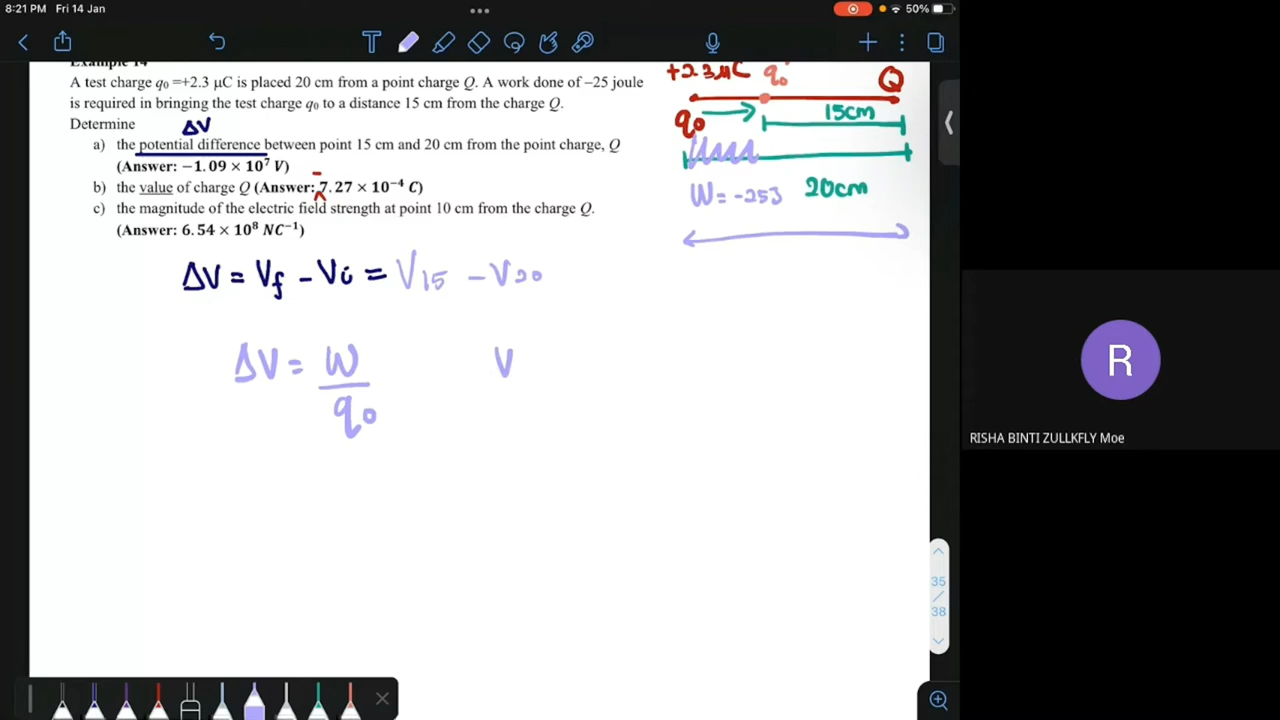 8:21 PM Fri 14 Jan
50%
T
Example 14
A test charge q₀ =+2.3 μC is placed 20 cm from a point charge Q. A work done of −25 joule
is required in bringing the test charge q₀ to a distance 15 cm from the charge Q.
Determine
ΔV
a) the potential difference between point 15 cm and 20 cm from the point charge, Q
(Answer: −1.09 × 10⁷ V)
b) the value of charge Q (Answer: -7.27 × 10⁻⁴ C)
c) the magnitude of the electric field strength at point 10 cm from the charge Q.
(Answer: 6.54 × 10⁸ NC⁻¹)
+2.3μC q₀ Q
q₀ 15cm
W = -25J 20cm
ΔV = Vf - Vi = V15 - V20
ΔV = W/q₀ V
35
/
38
R
RISHA BINTI ZULLKFLY Moe